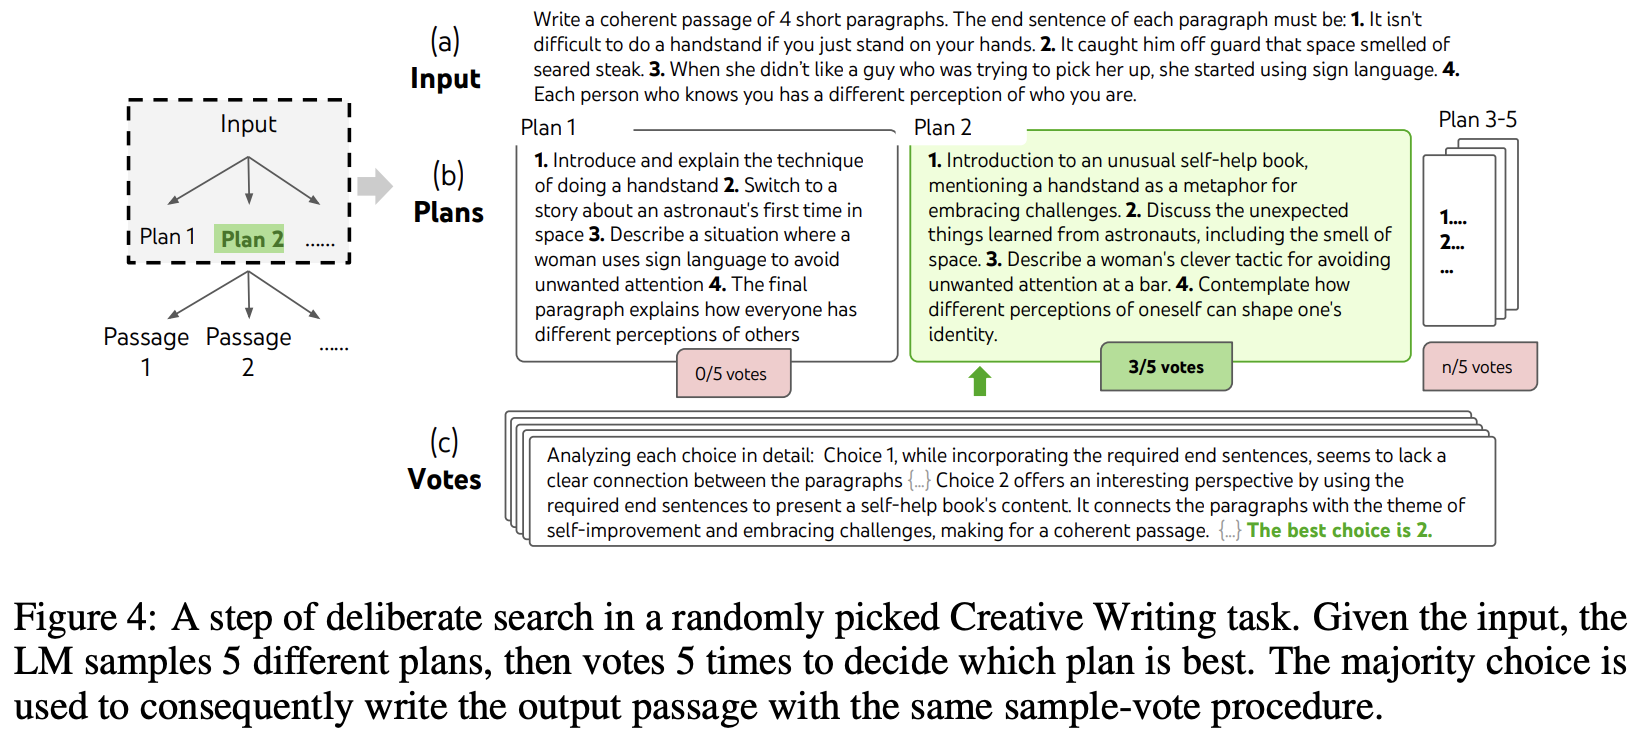 (a)
Input
Write a coherent passage of 4 short paragraphs. The end sentence of each paragraph must be: 1. It isn't
difficult to do a handstand if you just stand on your hands. 2. It caught him off guard that space smelled of
seared steak. 3. When she didn’t like a guy who was trying to pick her up, she started using sign language. 4.
Each person who knows you has a different perception of who you are.
Input
Plan 1
Plan 2
......
Passage
1
Passage
2
......
(b)
Plans
Plan 1
1. Introduce and explain the technique
of doing a handstand 2. Switch to a
story about an astronaut's first time in
space 3. Describe a situation where a
woman uses sign language to avoid
unwanted attention 4. The final
paragraph explains how everyone has
different perceptions of others
0/5 votes
Plan 2
1. Introduction to an unusual self-help book,
mentioning a handstand as a metaphor for
embracing challenges. 2. Discuss the unexpected
things learned from astronauts, including the smell of
space. 3. Describe a woman's clever tactic for avoiding
unwanted attention at a bar. 4. Contemplate how
different perceptions of oneself can shape one's
identity.
3/5 votes
Plan 3-5
1....
2...
...
n/5 votes
(c)
Votes
Analyzing each choice in detail: Choice 1, while incorporating the required end sentences, seems to lack a
clear connection between the paragraphs {...} Choice 2 offers an interesting perspective by using the
required end sentences to present a self-help book's content. It connects the paragraphs with the theme of
self-improvement and embracing challenges, making for a coherent passage. {...} The best choice is 2.
Figure 4: A step of deliberate search in a randomly picked Creative Writing task. Given the input, the
LM samples 5 different plans, then votes 5 times to decide which plan is best. The majority choice is
used to consequently write the output passage with the same sample-vote procedure.